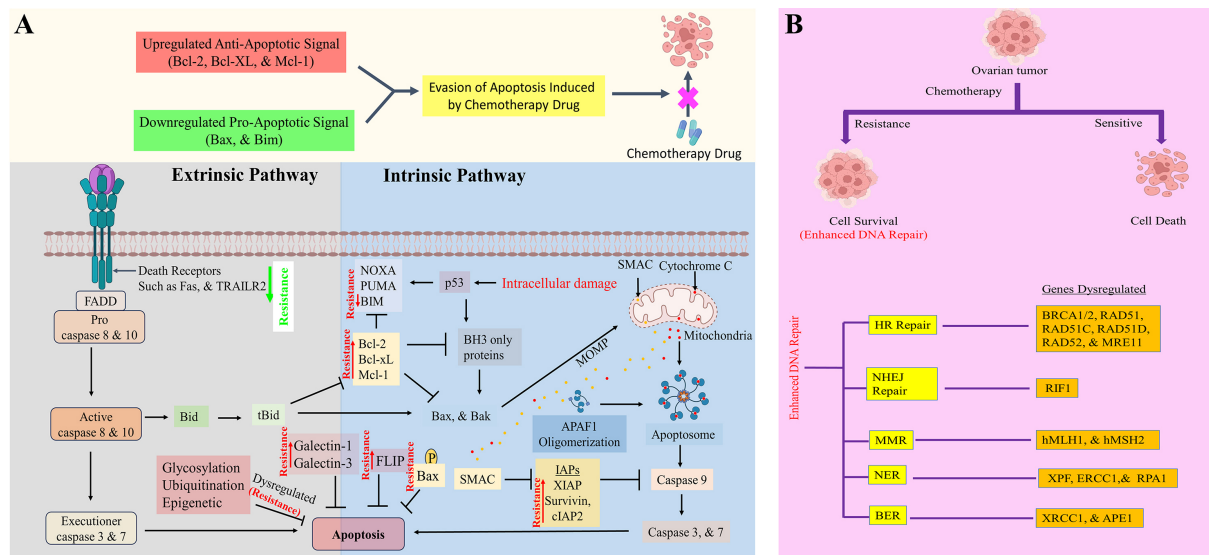 A
Upregulated Anti-Apoptotic Signal
(Bcl-2, Bcl-XL, & Mcl-1)
Evasion of Apoptosis Induced
by Chemotherapy Drug
Downregulated Pro-Apoptotic Signal
(Bax, & Bim)
Chemotherapy Drug
Extrinsic Pathway
Intrinsic Pathway
Death Receptors
Such as Fas, & TRAILR2
Resistance
FADD
Pro
caspase 8 & 10
Active
caspase 8 & 10
Bid
tBid
Executioner
caspase 3 & 7
Glycosylation
Ubiquitination
Epigenetic
Dysregulated
(Resistance)
Resistance
NOXA
PUMA
BIM
p53
Intracellular damage
Resistance
Bcl-2
Bcl-xL
Mcl-1
BH3 only
proteins
Bax, & Bak
MOMP
SMAC
Cytochrome C
Mitochondria
APAF1
Oligomerization
Apoptosome
Resistance
Galectin-1
Galectin-3
Resistance
FLIP
Resistance
P
Bax
SMAC
Resistance
IAPs
XIAP
Survivin,
cIAP2
Caspase 9
Caspase 3, & 7
Apoptosis
B
Ovarian tumor
Chemotherapy
Resistance
Sensitive
Cell Survival
(Enhanced DNA Repair)
Cell Death
Enhanced DNA Repair
Genes Dysregulated
HR Repair
BRCA1/2, RAD51,
RAD51C, RAD51D,
RAD52, & MRE11
NHEJ
Repair
RIF1
MMR
hMLH1, & hMSH2
NER
XPF, ERCC1,& RPA1
BER
XRCC1, & APE1